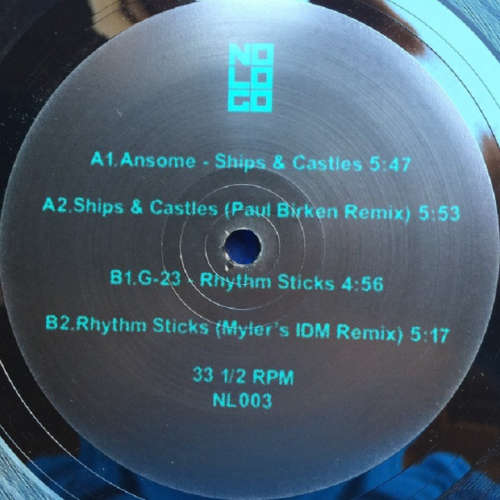 NO
LO
GO
A1.Ansome - Ships & Castles 5:47
A2.Ships & Castles (Paul Birken Remix) 5:53
B1.G-23 - Rhythm Sticks 4:56
B2.Rhythm Sticks (Myler's IDM Remix) 5:17
33 1/2 RPM
NL003